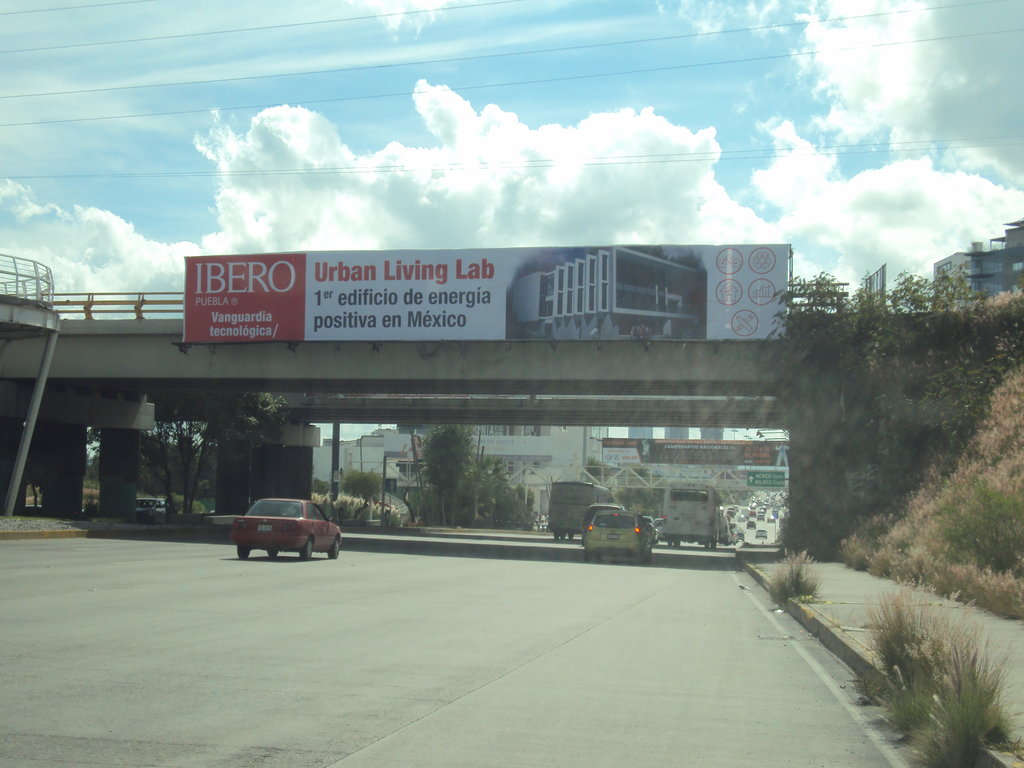 IBERO
PUEBLA ®
Vanguardia
tecnológica/
Urban Living Lab
1er edificio de energía
positiva en México